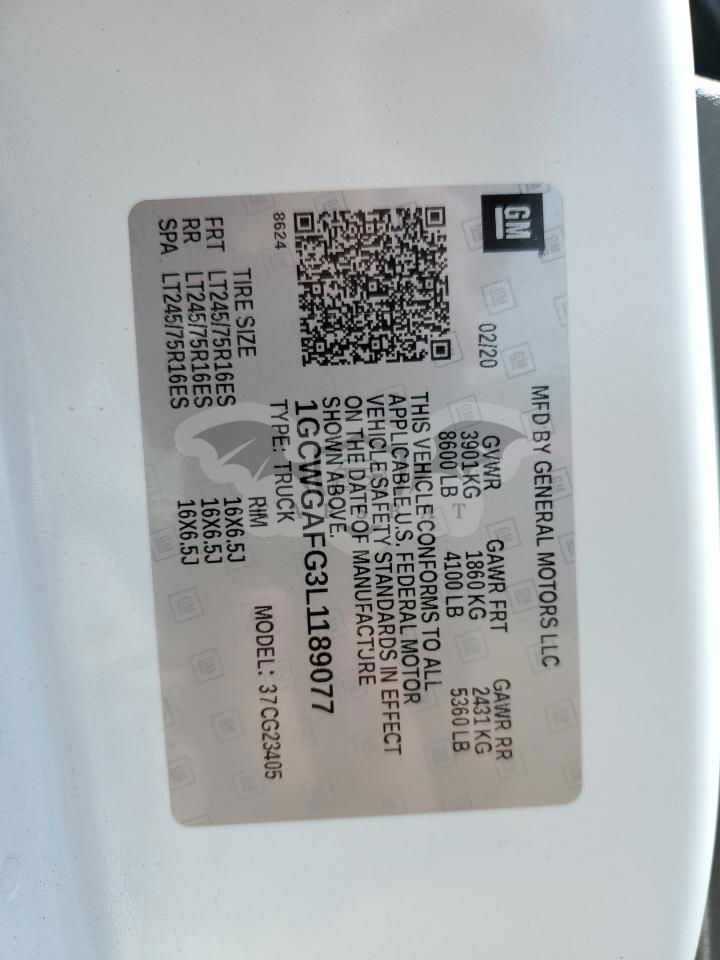 GM
MFD BY GENERAL MOTORS LLC
02/20
GVWR GAWR FRT GAWR RR
3901 KG 1860 KG 2431 KG
8600 LB 4100 LB 5360 LB
THIS VEHICLE CONFORMS TO ALL
APPLICABLE U.S. FEDERAL MOTOR
VEHICLE SAFETY STANDARDS IN EFFECT
ON THE DATE OF MANUFACTURE
SHOWN ABOVE.
1GCWGAFG3L1189077
8624
TYPE: TRUCK
MODEL: 37CG23405
TIRE SIZE RIM
FRT LT245/75R16ES 16X6.5J
RR LT245/75R16ES 16X6.5J
SPA LT245/75R16ES 16X6.5J